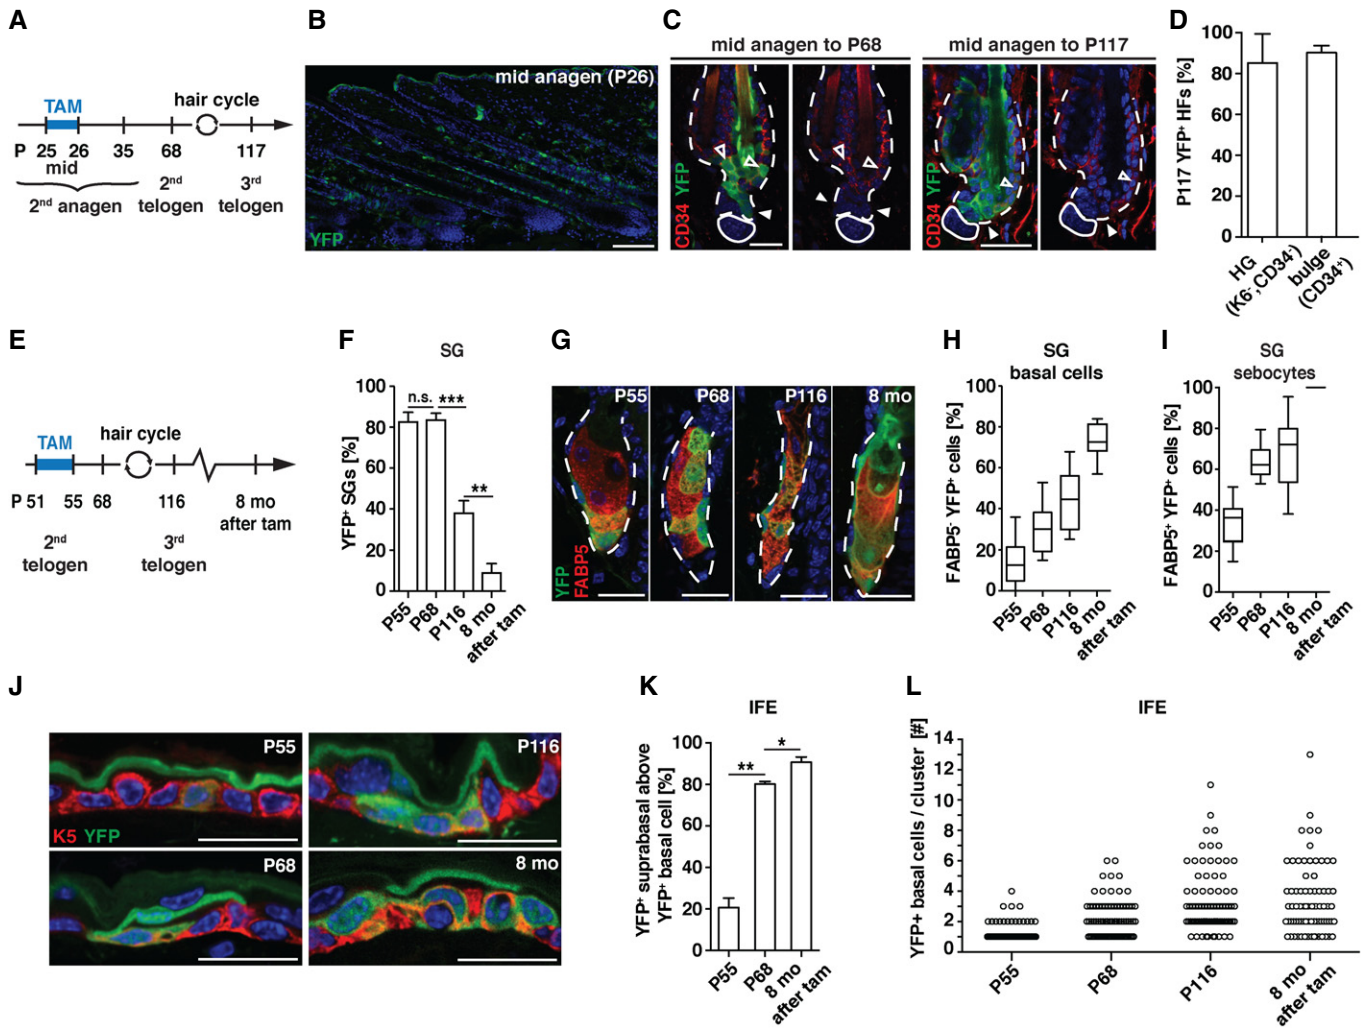 A
TAM
hair cycle
P 25 26 35 68 117
mid
2nd anagen
2nd
telogen
3rd
telogen
B
mid anagen (P26)
YFP
C
mid anagen to P68
mid anagen to P117
CD34 YFP
CD34 YFP
D
P117 YFP+ HFs [%]
100
80
60
40
20
0
HG
(K6-,CD34-)
bulge
(CD34+)
E
TAM
hair cycle
P 51 55 68 116 8 mo
after tam
2nd
telogen
3rd
telogen
F
SG
YFP+ SGs [%]
100
80
60
40
20
0
n.s. ***
**
P55
P68
P116
8 mo
after tam
G
P55
P68
P116
8 mo
YFP
FABP5
H
SG
basal cells
FABP5- YFP+ cells [%]
100
80
60
40
20
0
P55
P68
P116
8 mo
after tam
I
SG
sebocytes
FABP5+ YFP+ cells [%]
100
80
60
40
20
0
P55
P68
P116
8 mo
after tam
J
P55
K5 YFP
P116
P68
8 mo
K
IFE
YFP+ suprabasal above
YFP+ basal cell [%]
100
80
60
40
20
0
**
*
P55
P68
8 mo
after tam
L
IFE
YFP+ basal cells / cluster [#]
14
12
10
8
6
4
2
0
P55
P68
P116
8 mo
after tam